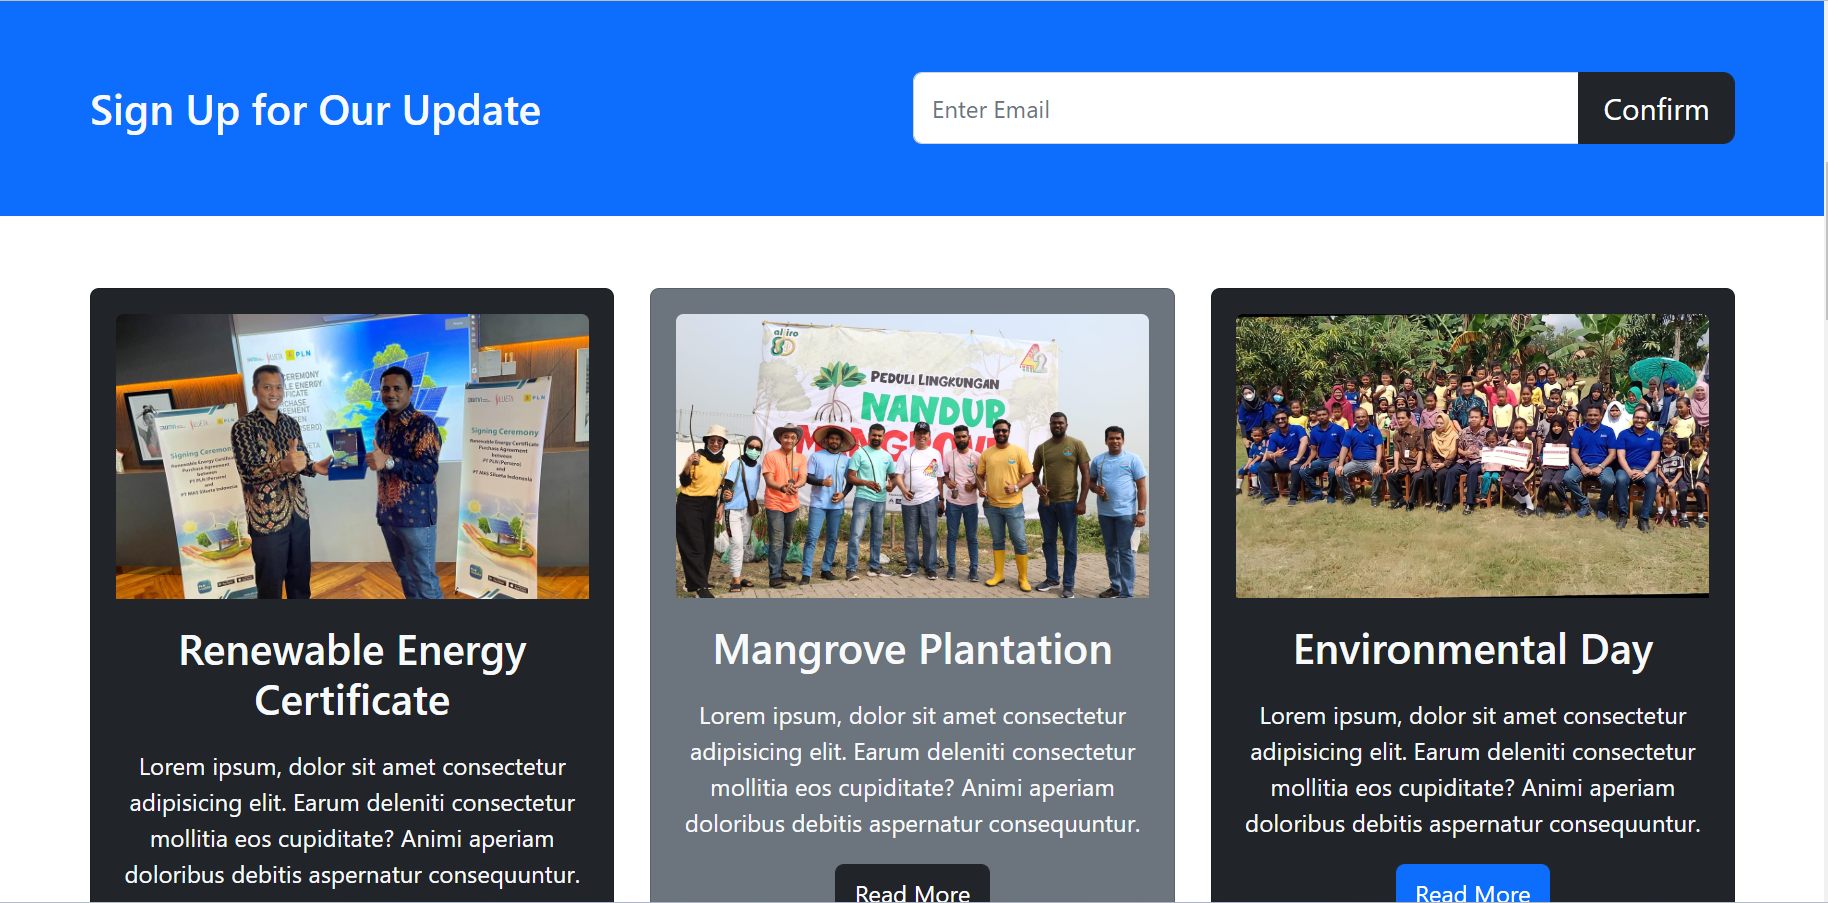 Sign Up for Our Update
Enter Email
Confirm
PLN
Signing Ceremony
Renewable Energy Certificate
Purchase Agreement
between
PT PLN (Persero)
and
PT MAS Silueta Indonesia
Signing Ceremony
Renewable Energy Certificate
Purchase Agreement
between
PT PLN (Persero)
and
PT MAS Silueta Indonesia
PLN
Renewable Energy
Certificate
Lorem ipsum, dolor sit amet consectetur
adipisicing elit. Earum deleniti consectetur
mollitia eos cupiditate? Animi aperiam
doloribus debitis aspernatur consequuntur.
PEDULI LINGKUNGAN
NANDUR
Mangrove Plantation
Lorem ipsum, dolor sit amet consectetur
adipisicing elit. Earum deleniti consectetur
mollitia eos cupiditate? Animi aperiam
doloribus debitis aspernatur consequuntur.
Read More
Environmental Day
Lorem ipsum, dolor sit amet consectetur
adipisicing elit. Earum deleniti consectetur
mollitia eos cupiditate? Animi aperiam
doloribus debitis aspernatur consequuntur.
Read More